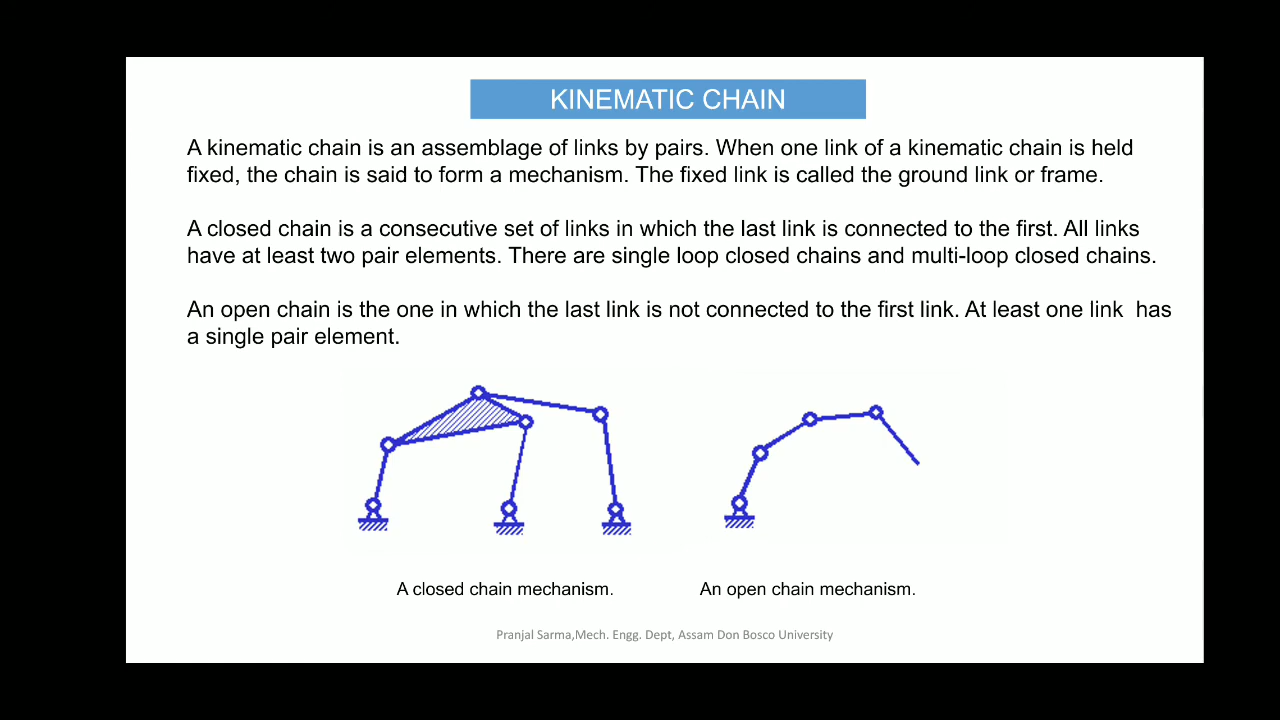 KINEMATIC CHAIN
A kinematic chain is an assemblage of links by pairs. When one link of a kinematic chain is held
fixed, the chain is said to form a mechanism. The fixed link is called the ground link or frame.
A closed chain is a consecutive set of links in which the last link is connected to the first. All links
have at least two pair elements. There are single loop closed chains and multi-loop closed chains.
An open chain is the one in which the last link is not connected to the first link. At least one link  has
a single pair element.
A closed chain mechanism.
An open chain mechanism.
Pranjal Sarma,Mech. Engg. Dept, Assam Don Bosco University